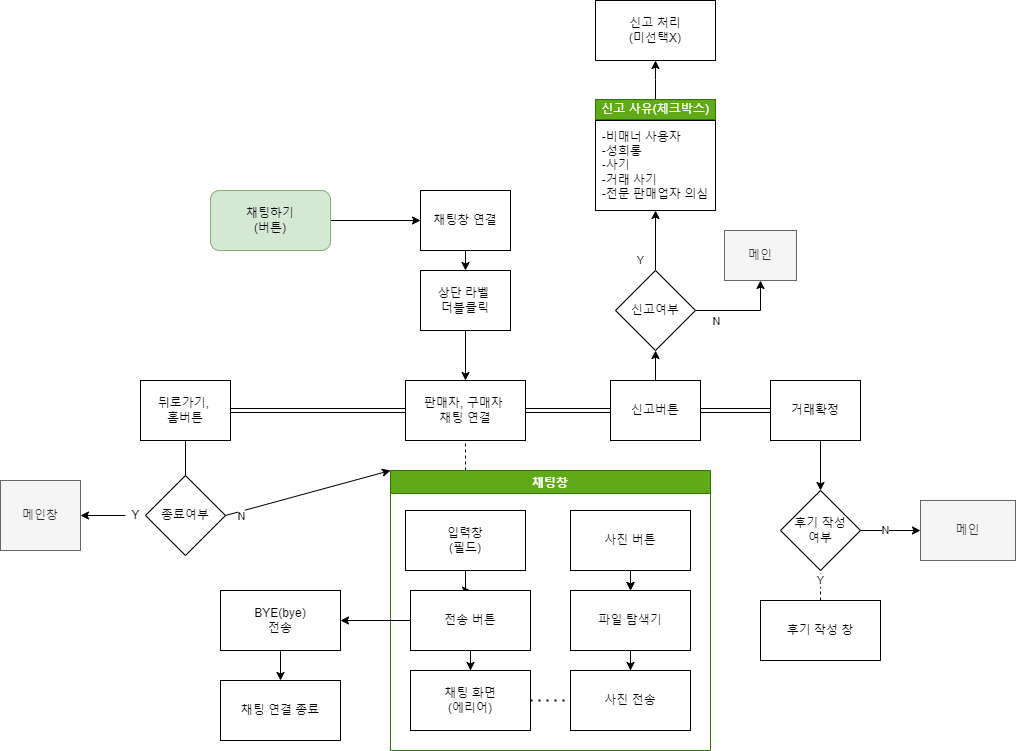 신고 처리
(미선택X)
신고 사유(체크박스)
-비매너 사용자
-성희롱
-사기
-거래 사기
-전문 판매업자 의심
채팅하기
(버튼)
채팅창 연결
메인
Y
상단 라벨
더블클릭
신고여부
N
뒤로가기,
홈버튼
판매자, 구매자
채팅 연결
신고버튼
거래확정
채팅창
메인창
Y
종료여부
N
입력창
(필드)
사진 버튼
후기 작성
여부
N
메인
Y
BYE(bye)
전송
전송 버튼
파일 탐색기
후기 작성 창
채팅 연결 종료
채팅 화면
(에리어)
사진 전송